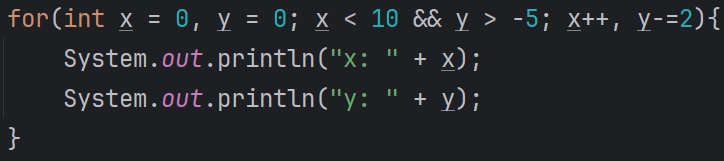 for(int x = 0, y = 0; x < 10 && y > -5; x++, y-=2){
    System.out.println("x: " + x);
    System.out.println("y: " + y);
}